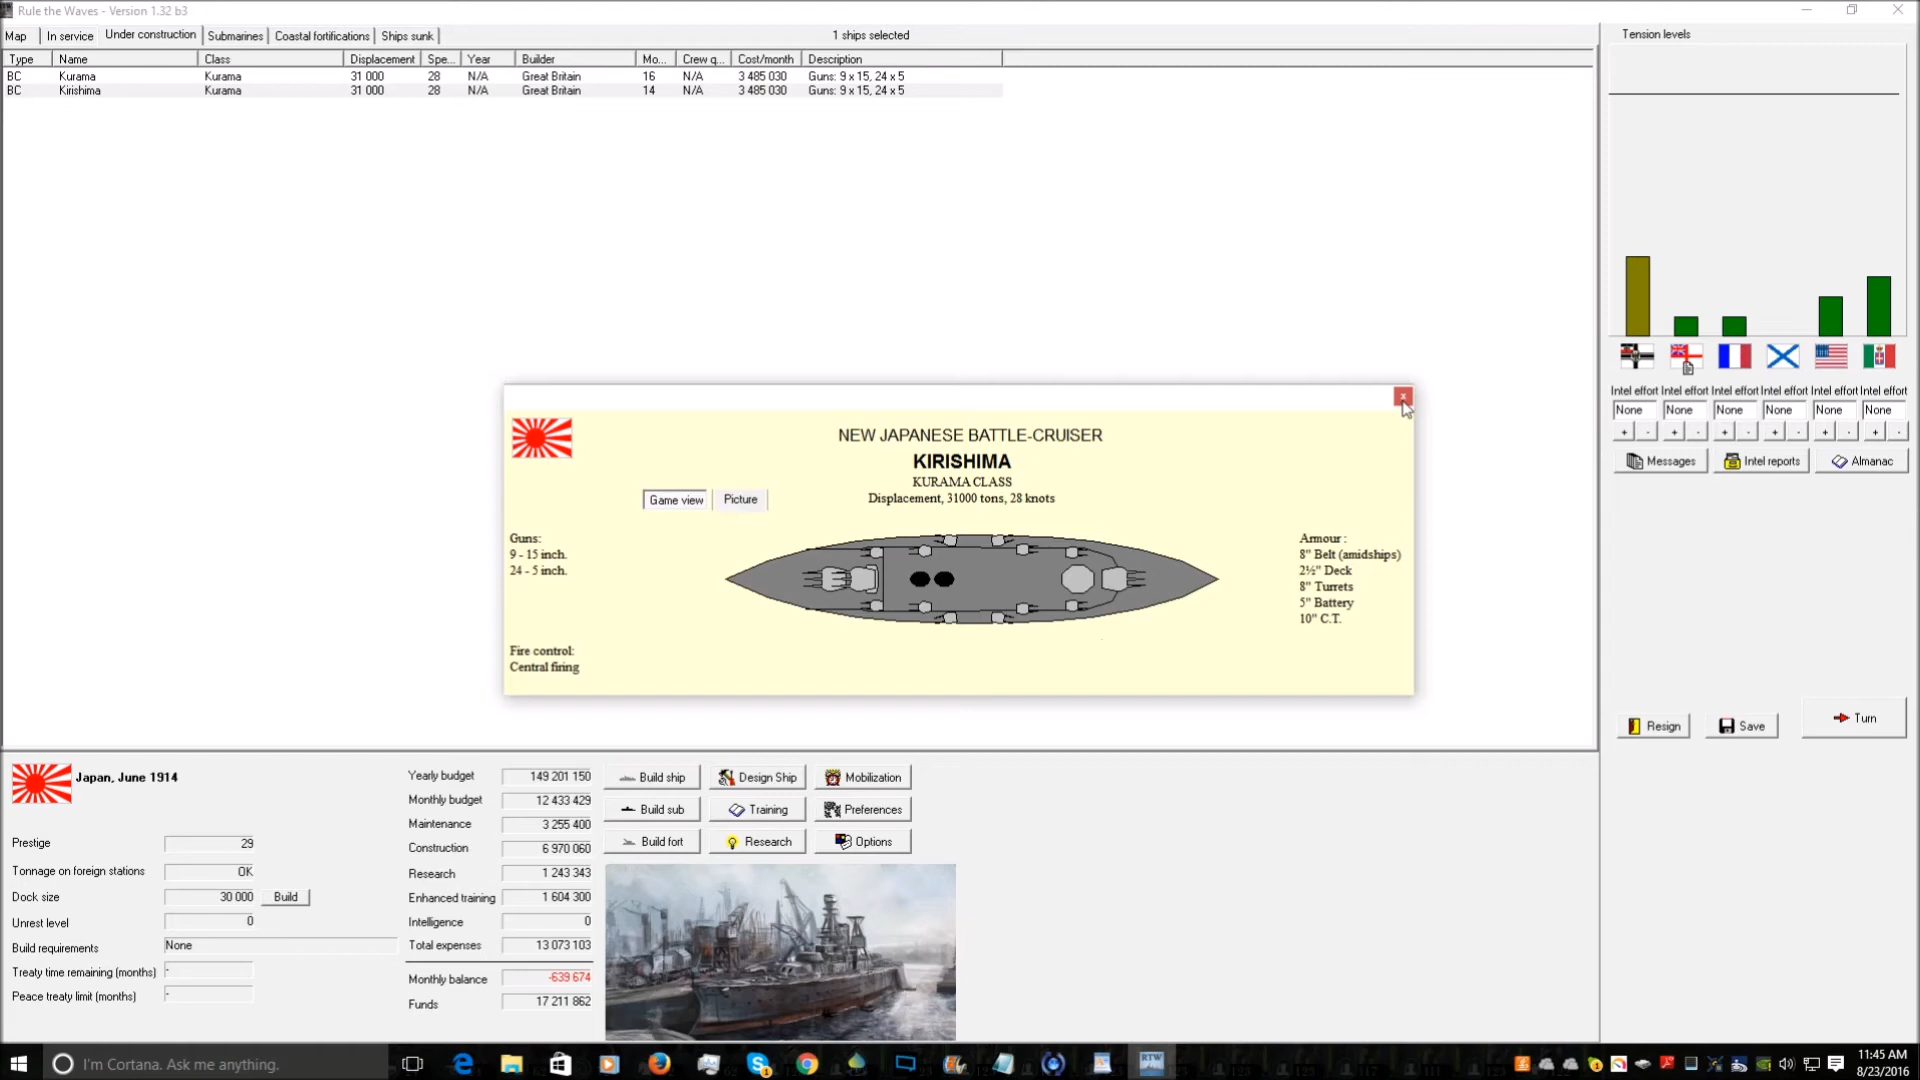 Rule the Waves - Version 1.32 b3
Map In service Under construction Submarines Coastal fortifications Ships sunk 1 ships selected
Type Name Class Displacement Spe... Year Builder Mo... Crew q... Cost/month Description
BC Kurama Kurama 31 000 28 N/A Great Britain 16 N/A 3 485 030 Guns: 9 x 15, 24 x 5
BC Kirishima Kurama 31 000 28 N/A Great Britain 14 N/A 3 485 030 Guns: 9 x 15, 24 x 5
Tension levels
Intel effort Intel effort Intel effort Intel effort Intel effort Intel effort
None None None None None None
+ - + - + - + - + - + -
Messages Intel reports Almanac
Resign Save Turn
x
NEW JAPANESE BATTLE-CRUISER
KIRISHIMA
KURAMA CLASS
Displacement, 31000 tons, 28 knots
Game view Picture
Guns:
9 - 15 inch.
24 - 5 inch.
Fire control:
Central firing
Armour :
8" Belt (amidships)
2½" Deck
8" Turrets
5" Battery
10" C.T.
Japan, June 1914
Prestige 29
Tonnage on foreign stations OK
Dock size 30 000 Build
Unrest level 0
Build requirements None
Treaty time remaining (months) -
Peace treaty limit (months) -
Yearly budget 149 201 150
Monthly budget 12 433 429
Maintenance 3 255 400
Construction 6 970 060
Research 1 243 343
Enhanced training 1 604 300
Intelligence 0
Total expenses 13 073 103
Monthly balance -639 674
Funds 17 211 862
Build ship Design Ship Mobilization
Build sub Training Preferences
Build fort Research Options
I'm Cortana. Ask me anything.
RTW
11:45 AM
8/23/2016